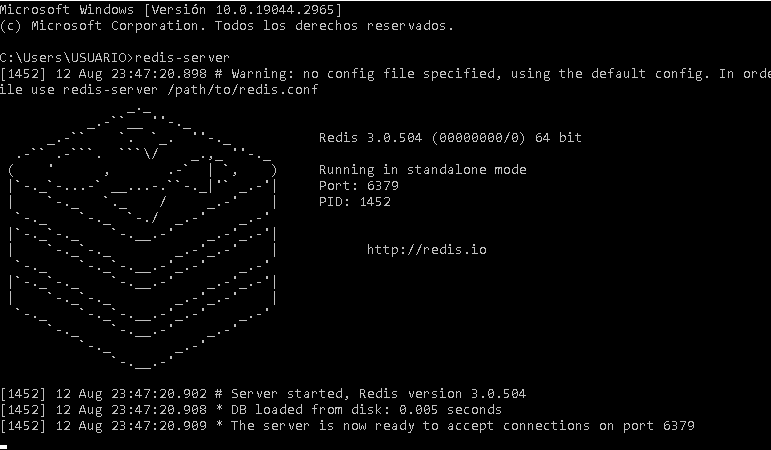 Microsoft Windows [Versión 10.0.19044.2965]
(c) Microsoft Corporation. Todos los derechos reservados.
C:\Users\USUARIO>redis-server
[1452] 12 Aug 23:47:20.898 # Warning: no config file specified, using the default config. In orde
ile use redis-server /path/to/redis.conf
Redis 3.0.504 (00000000/0) 64 bit
Running in standalone mode
Port: 6379
PID: 1452
http://redis.io
[1452] 12 Aug 23:47:20.902 # Server started, Redis version 3.0.504
[1452] 12 Aug 23:47:20.908 * DB loaded from disk: 0.005 seconds
[1452] 12 Aug 23:47:20.909 * The server is now ready to accept connections on port 6379